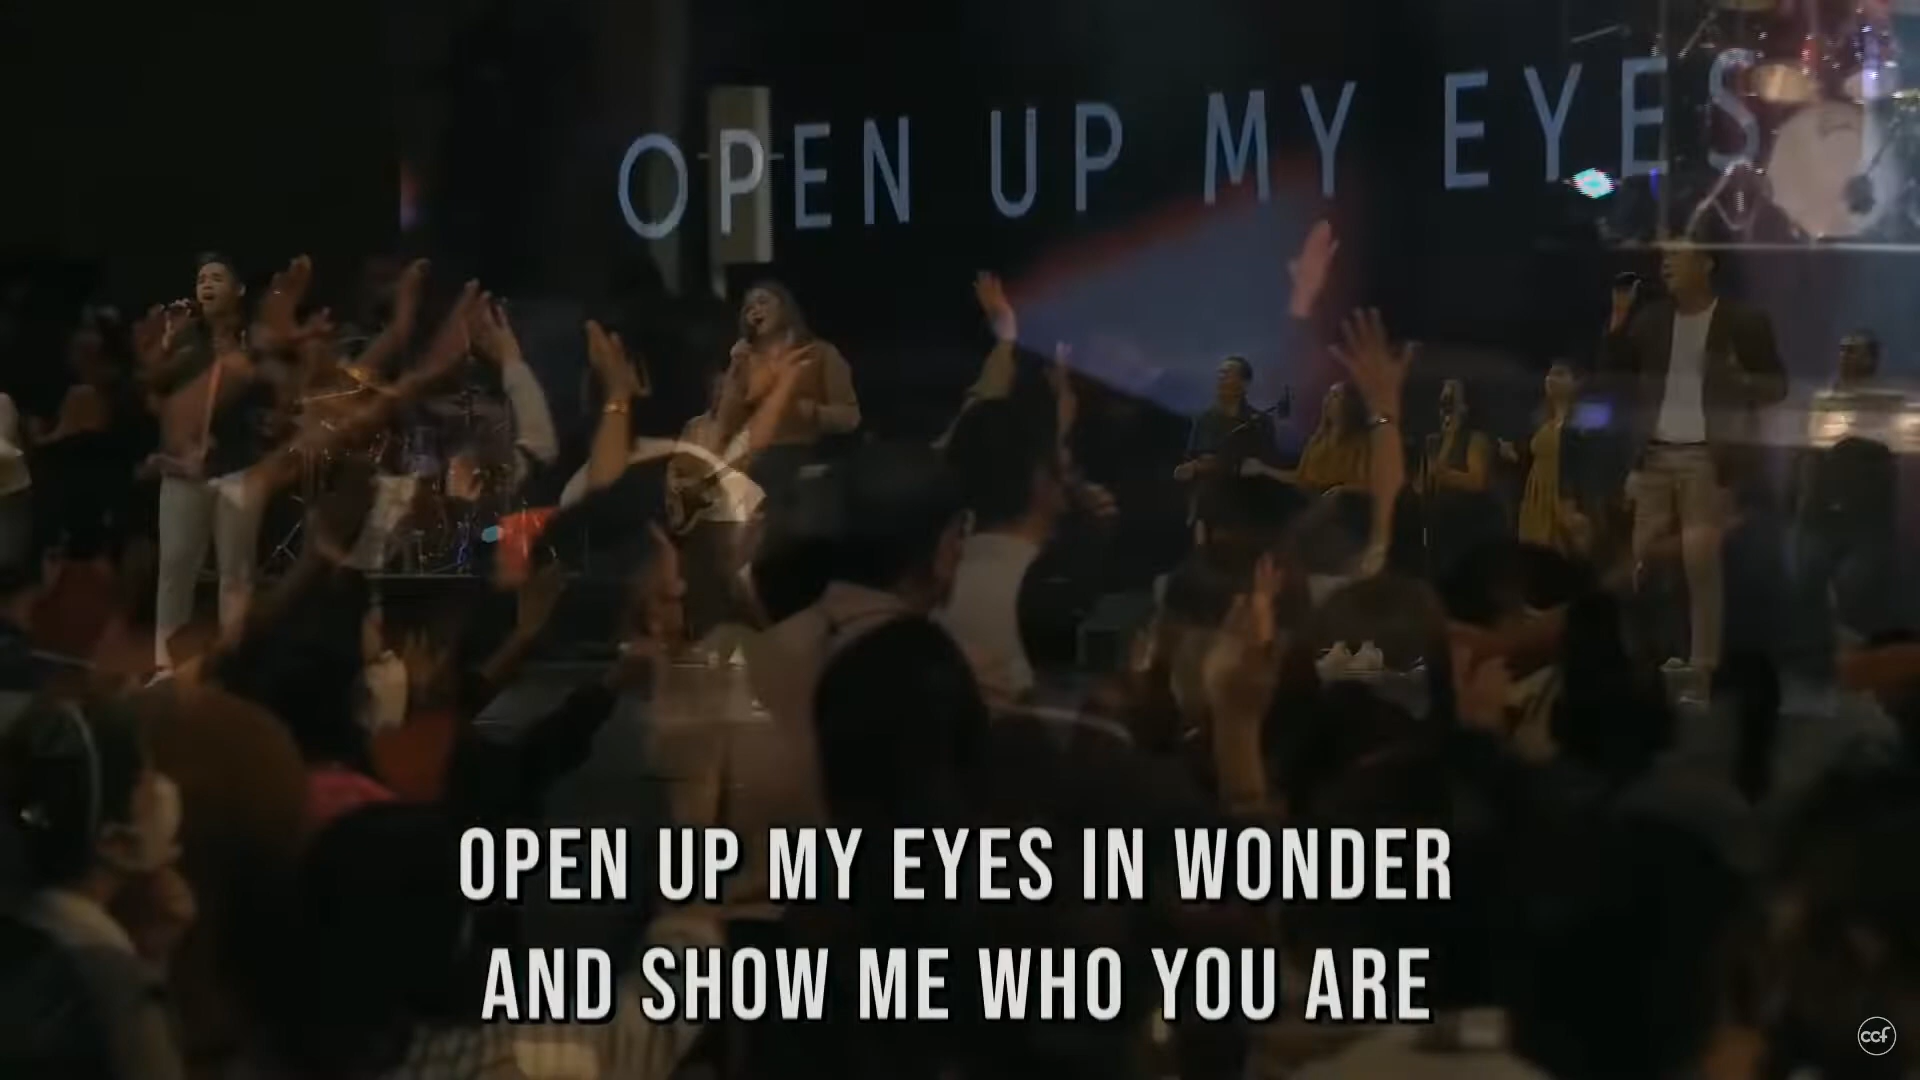 OPEN UP MY EYES
OPEN UP MY EYES IN WONDER
AND SHOW ME WHO YOU ARE
ccf